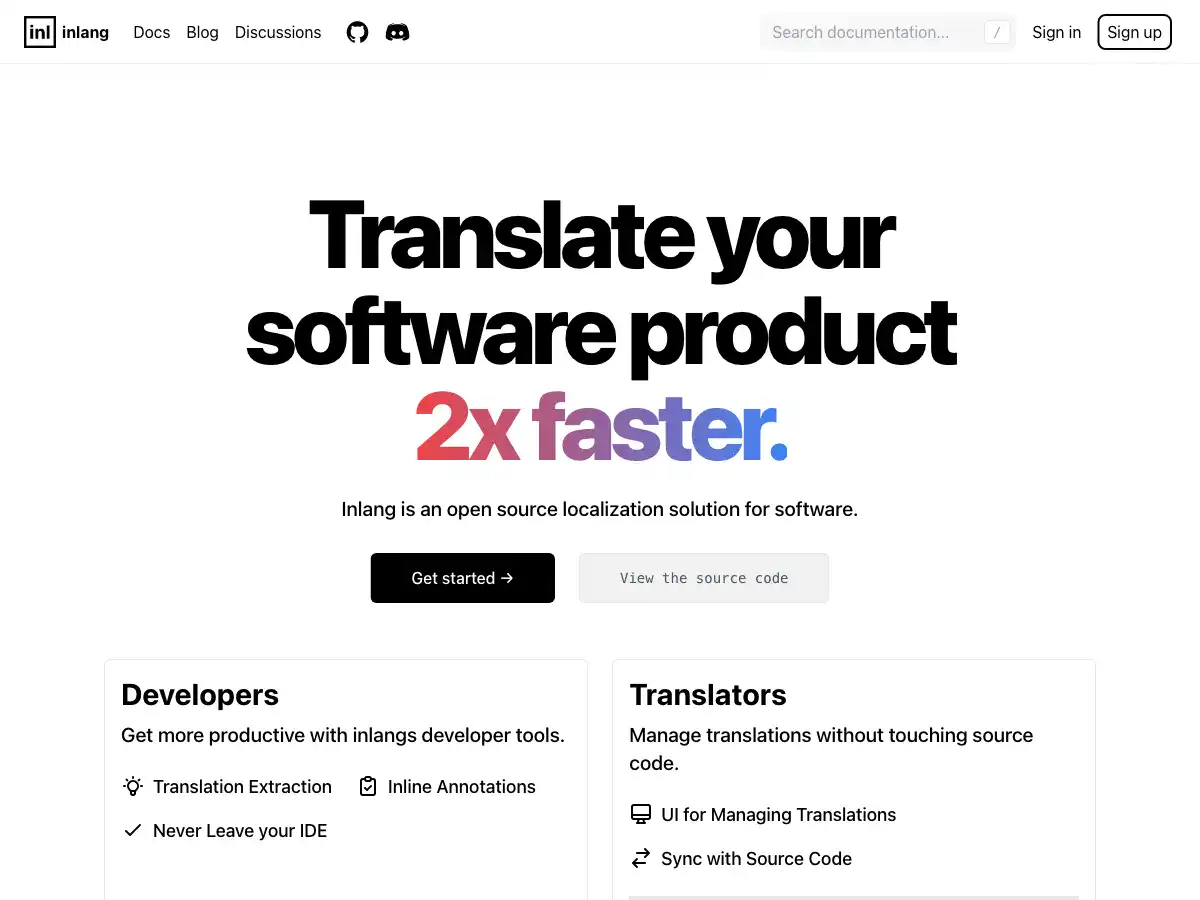 inl inlang Docs Blog Discussions Search documentation... / Sign in Sign up
Translate your
software product
2x faster.
Inlang is an open source localization solution for software.
Get started → View the source code
Developers
Get more productive with inlangs developer tools.
Translation Extraction Inline Annotations
Never Leave your IDE
Translators
Manage translations without touching source
code.
UI for Managing Translations
Sync with Source Code